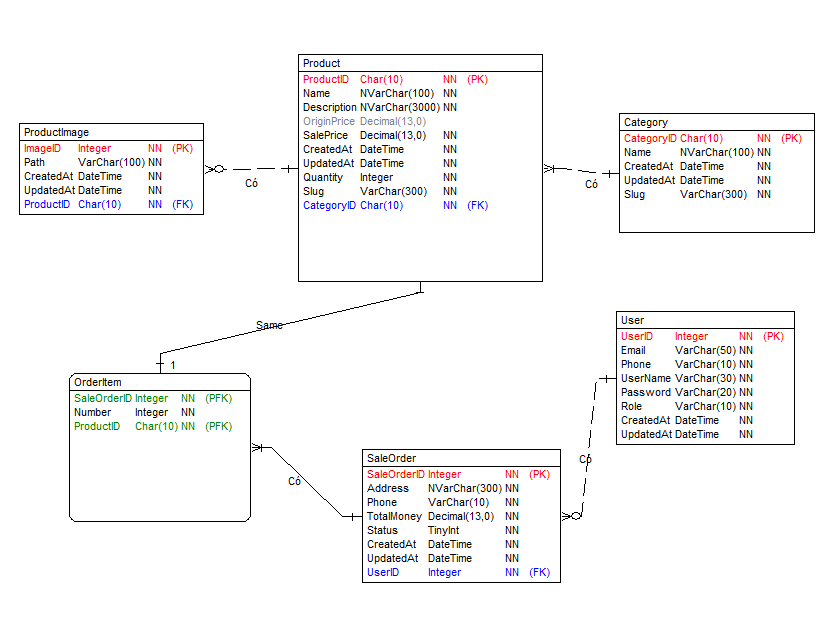 Product
ProductID Char(10) NN (PK)
Name NVarChar(100) NN
Description NVarChar(3000) NN
OriginPrice Decimal(13,0)
SalePrice Decimal(13,0) NN
CreatedAt DateTime NN
UpdatedAt DateTime NN
Quantity Integer NN
Slug VarChar(300) NN
CategoryID Char(10) NN (FK)
ProductImage
ImageID Integer NN (PK)
Path VarChar(100) NN
CreatedAt DateTime NN
UpdatedAt DateTime NN
ProductID Char(10) NN (FK)
Có
Category
CategoryID Char(10) NN (PK)
Name NVarChar(100) NN
CreatedAt DateTime NN
UpdatedAt DateTime NN
Slug VarChar(300) NN
Có
Same
1
OrderItem
SaleOrderID Integer NN (PFK)
Number Integer NN
ProductID Char(10) NN (PFK)
Có
User
UserID Integer NN (PK)
Email VarChar(50) NN
Phone VarChar(10) NN
UserName VarChar(30) NN
Password VarChar(20) NN
Role VarChar(10) NN
CreatedAt DateTime NN
UpdatedAt DateTime NN
Có
SaleOrder
SaleOrderID Integer NN (PK)
Address NVarChar(300) NN
Phone VarChar(10) NN
TotalMoney Decimal(13,0) NN
Status TinyInt NN
CreatedAt DateTime NN
UpdatedAt DateTime NN
UserID Integer NN (FK)